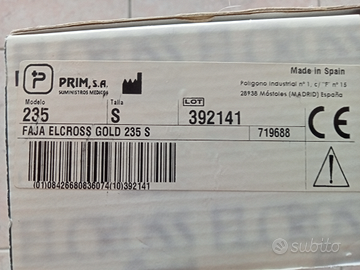 P
PRIM, S.A.
SUMINISTROS MEDICOS
Made in Spain
Polígono industrial nº 1, c/ "F" nº 15
28938 Móstoles (MADRID) España
Modelo
Talla
LOT
235
S
392141
CE
FAJA ELCROSS GOLD 235 S
719688
(01)08426680836074(10)392141
subito